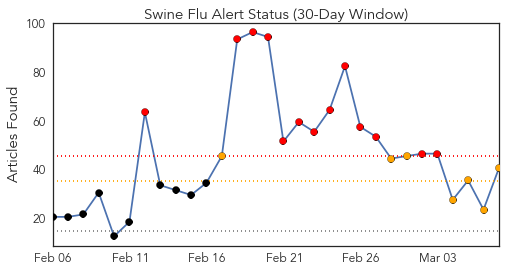 Swine Flu Alert Status (30-Day Window)
Articles Found
100
80
60
40
20
Feb 06 Feb 11 Feb 16 Feb 21 Feb 26 Mar 03